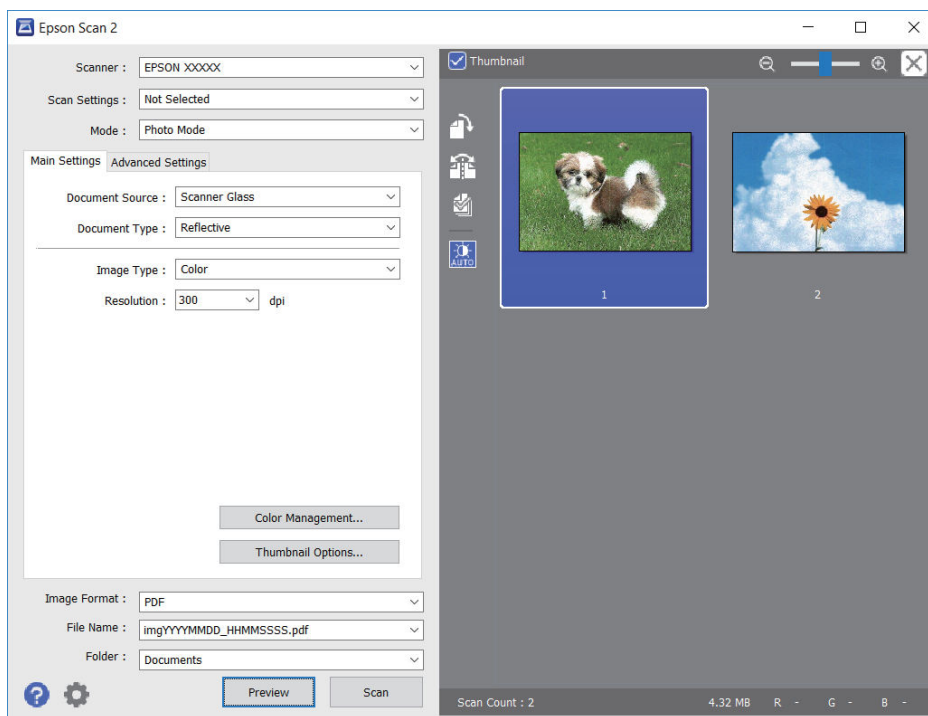 Epson Scan 2
Scanner : EPSON XXXXX
Scan Settings : Not Selected
Mode : Photo Mode
Main Settings Advanced Settings
Document Source : Scanner Glass
Document Type : Reflective
Image Type : Color
Resolution : 300 dpi
Color Management...
Thumbnail Options...
Image Format : PDF
File Name : imgYYYYMMDD_HHMMSSSS.pdf
Folder : Documents
? Preview Scan
Thumbnail
AUTO
1 2
Scan Count : 2 4.32 MB R - G - B -